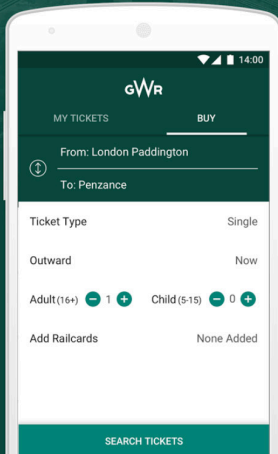 14:00
GWR
MY TICKETS BUY
From: London Paddington
To: Penzance
Ticket Type Single
Outward Now
Adult (16+) 1 Child (5-15) 0
Add Railcards None Added
SEARCH TICKETS